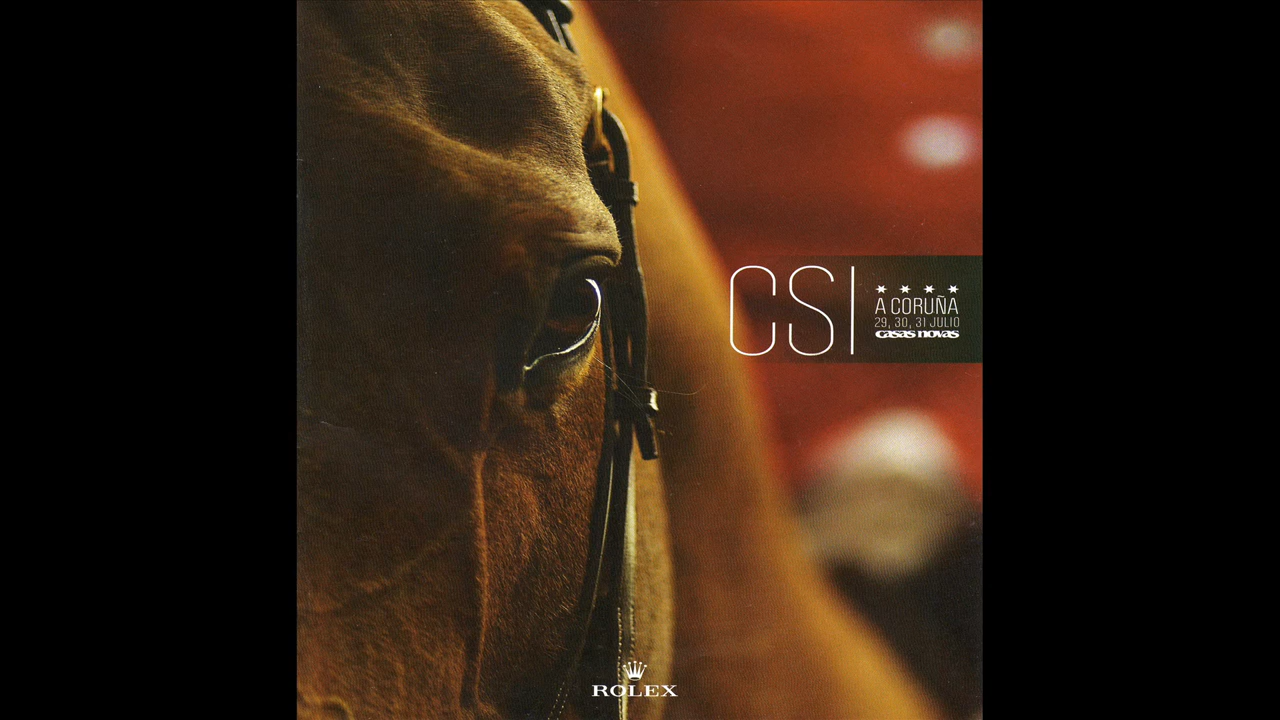 CSI
★ ★ ★ ★
A CORUÑA
29, 30, 31 JULIO
casas novas
ROLEX